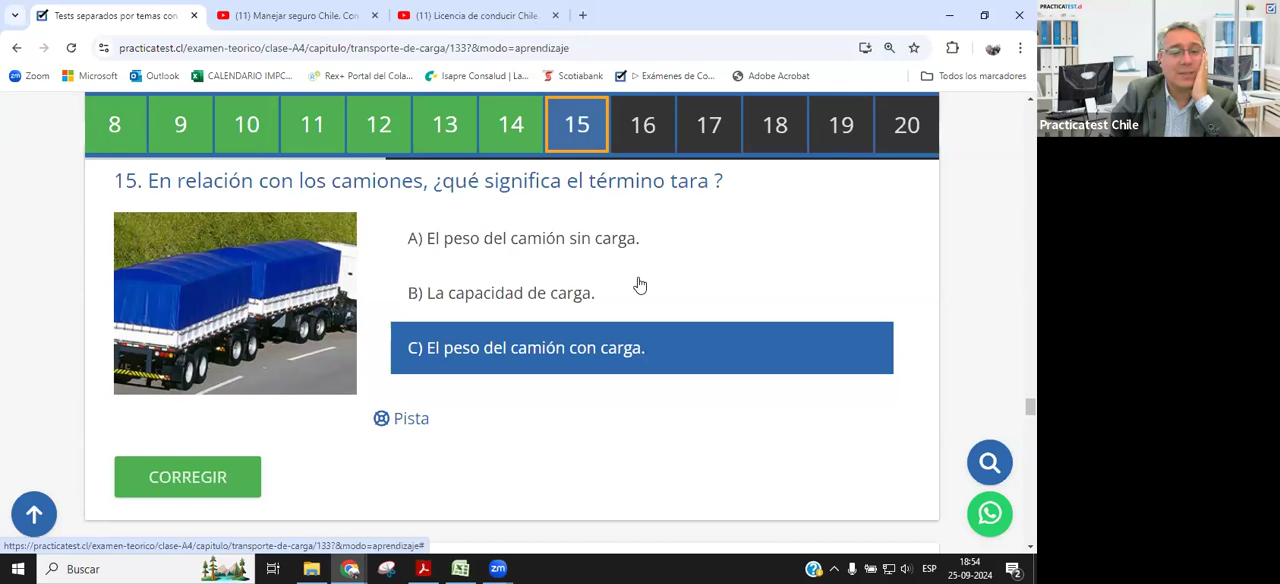 Tests separados por temas con
(11) Manejar seguro Chile. Con
(11) Licencia de conducir Chile.
practicatest.cl/examen-teorico/clase-A4/capitulo/transporte-de-carga/133?&modo=aprendizaje
Zoom
Microsoft
Outlook
CALENDARIO IMPC...
Rex+ Portal del Cola...
Isapre Consalud | La...
Scotiabank
▷ Exámenes de Co...
Adobe Acrobat
Todos los marcadores
PRACTICATEST.cl
Practicatest Chile
8 9 10 11 12 13 14 15 16 17 18 19 20
15. En relación con los camiones, ¿qué significa el término tara ?
A) El peso del camión sin carga.
B) La capacidad de carga.
C) El peso del camión con carga.
Pista
CORREGIR
https://practicatest.cl/examen-teorico/clase-A4/capitulo/transporte-de-carga/133?&modo=aprendizaje#
Buscar
zm
ESP
18:54
25-09-2024
2